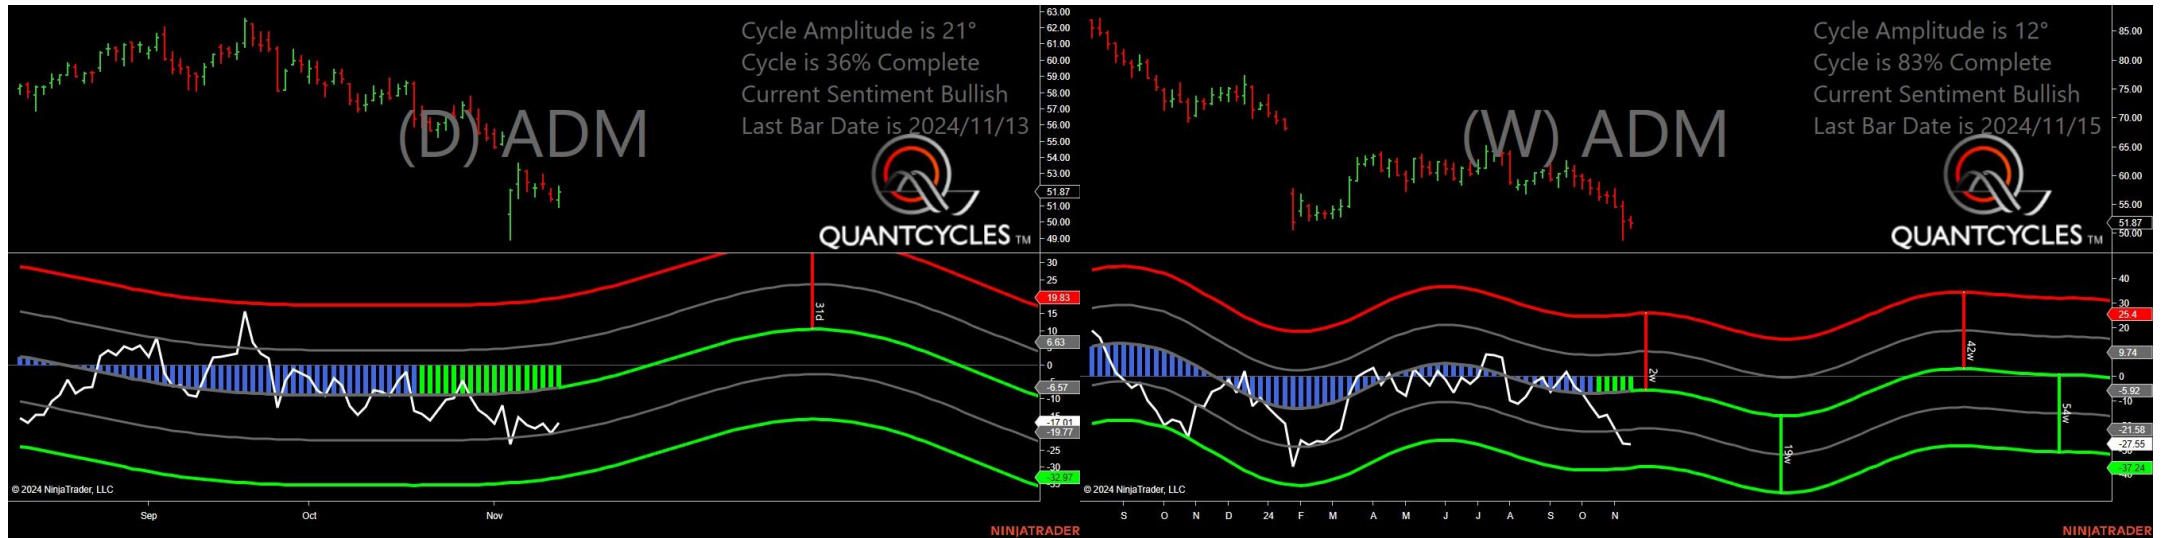 Cycle Amplitude is 21°
Cycle is 36% Complete
Current Sentiment Bullish
Last Bar Date is 2024/11/13
(D) ADM
QUANTCYCLES TM
63.00
62.00
61.00
60.00
59.00
58.00
57.00
56.00
55.00
54.00
53.00
51.87
51.00
50.00
49.00
31d
30
25
19.83
15
10
6.63
0
-6.57
-10
-17.01
-19.77
-25
-30
-32.97
© 2024 NinjaTrader, LLC
Sep
Oct
Nov
NINJATRADER
Cycle Amplitude is 12°
Cycle is 83% Complete
Current Sentiment Bullish
Last Bar Date is 2024/11/15
(W) ADM
QUANTCYCLES TM
85.00
80.00
75.00
70.00
65.00
60.00
55.00
51.87
50.00
2w
42w
19w
54w
40
30
25.4
20
9.74
0
-5.92
-10
-21.58
-27.55
-37.24
© 2024 NinjaTrader, LLC
S
O
N
D
24
F
M
A
M
J
J
A
S
O
N
NINJATRADER